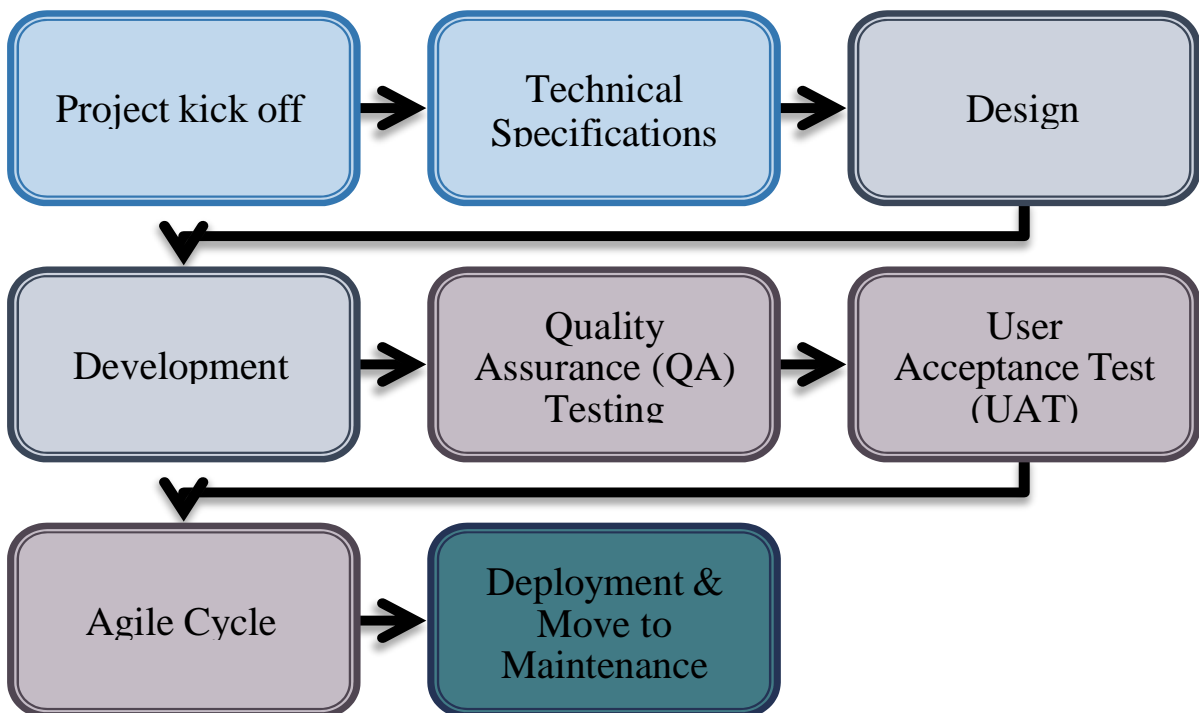 Project kick off
Technical
Specifications
Design
Development
Quality
Assurance (QA)
Testing
User
Acceptance Test
(UAT)
Agile Cycle
Deployment &
Move to
Maintenance